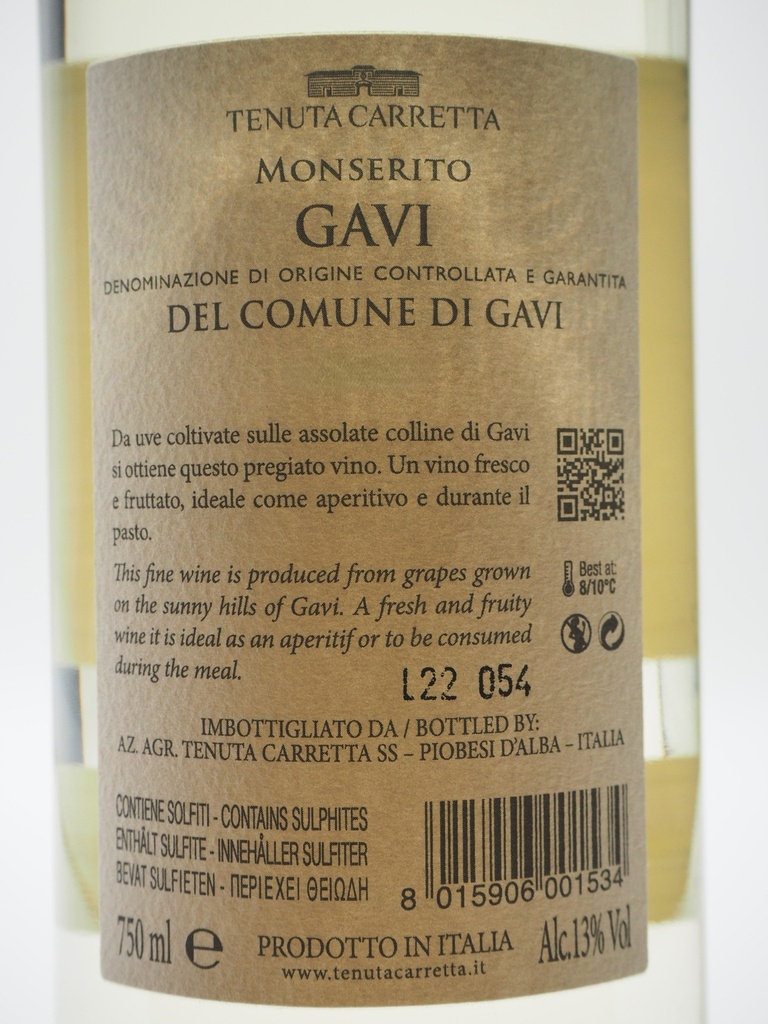 TENUTA CARRETTA
MONSERITO
GAVI
DENOMINAZIONE DI ORIGINE CONTROLLATA E GARANTITA
DEL COMUNE DI GAVI
Da uve coltivate sulle assolate colline di Gavi
si ottiene questo pregiato vino. Un vino fresco
e fruttato, ideale come aperitivo e durante il
pasto.
This fine wine is produced from grapes grown
on the sunny hills of Gavi. A fresh and fruity
wine it is ideal as an aperitif or to be consumed
during the meal.
Best at:
8/10°C
L22 054
IMBOTTIGLIATO DA / BOTTLED BY:
AZ. AGR. TENUTA CARRETTA SS – PIOBESI D'ALBA – ITALIA
CONTIENE SOLFITI - CONTAINS SULPHITES
ENTHÄLT SULFITE - INNEHÅLLER SULFITER
BEVAT SULFIETEN - ΠΕΡΙΕΧΕΙ ΘΕΙΩΔΗ
8 015906 001534
750 ml e PRODOTTO IN ITALIA Alc.13% Vol
www.tenutacarretta.it